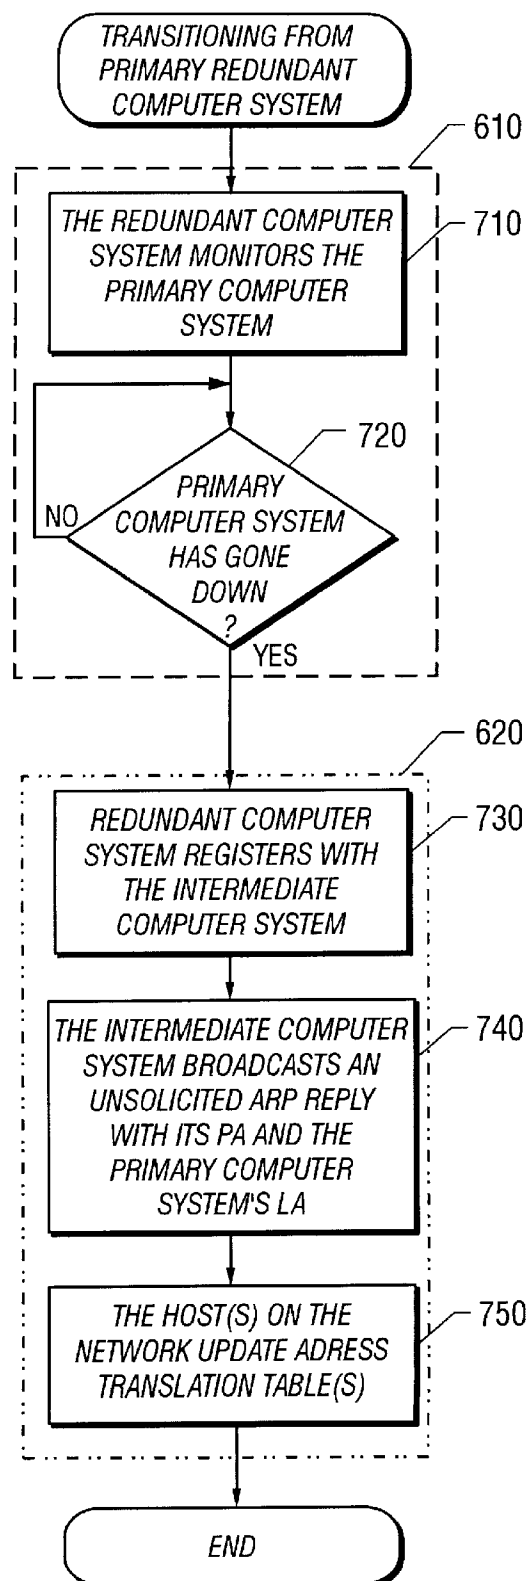 TRANSITIONING FROM
PRIMARY REDUNDANT
COMPUTER SYSTEM
610
THE REDUNDANT COMPUTER
SYSTEM MONITORS THE
PRIMARY COMPUTER
SYSTEM
710
720
PRIMARY
COMPUTER SYSTEM
HAS GONE
DOWN
?
NO
YES
620
REDUNDANT COMPUTER
SYSTEM REGISTERS WITH
THE INTERMEDIATE
COMPUTER SYSTEM
730
THE INTERMEDIATE COMPUTER
SYSTEM BROADCASTS AN
UNSOLICITED ARP REPLY
WITH ITS PA AND THE
PRIMARY COMPUTER
SYSTEM'S LA
740
THE HOST(S) ON THE
NETWORK UPDATE ADRESS
TRANSLATION TABLE(S)
750
END